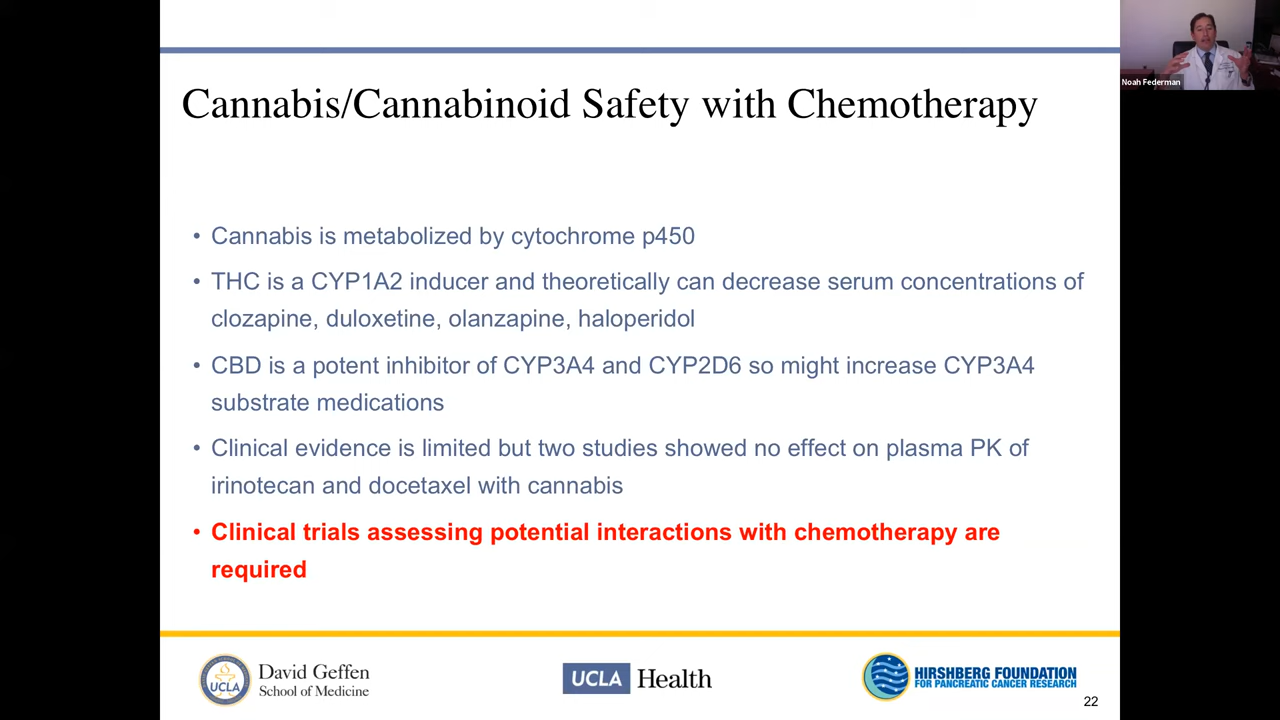 Noah Federman
Cannabis/Cannabinoid Safety with Chemotherapy
• Cannabis is metabolized by cytochrome p450
• THC is a CYP1A2 inducer and theoretically can decrease serum concentrations of
clozapine, duloxetine, olanzapine, haloperidol
• CBD is a potent inhibitor of CYP3A4 and CYP2D6 so might increase CYP3A4
substrate medications
• Clinical evidence is limited but two studies showed no effect on plasma PK of
irinotecan and docetaxel with cannabis
• Clinical trials assessing potential interactions with chemotherapy are
required
UCLA
David Geffen
School of Medicine
UCLA Health
HIRSHBERG FOUNDATION
FOR PANCREATIC CANCER RESEARCH
22